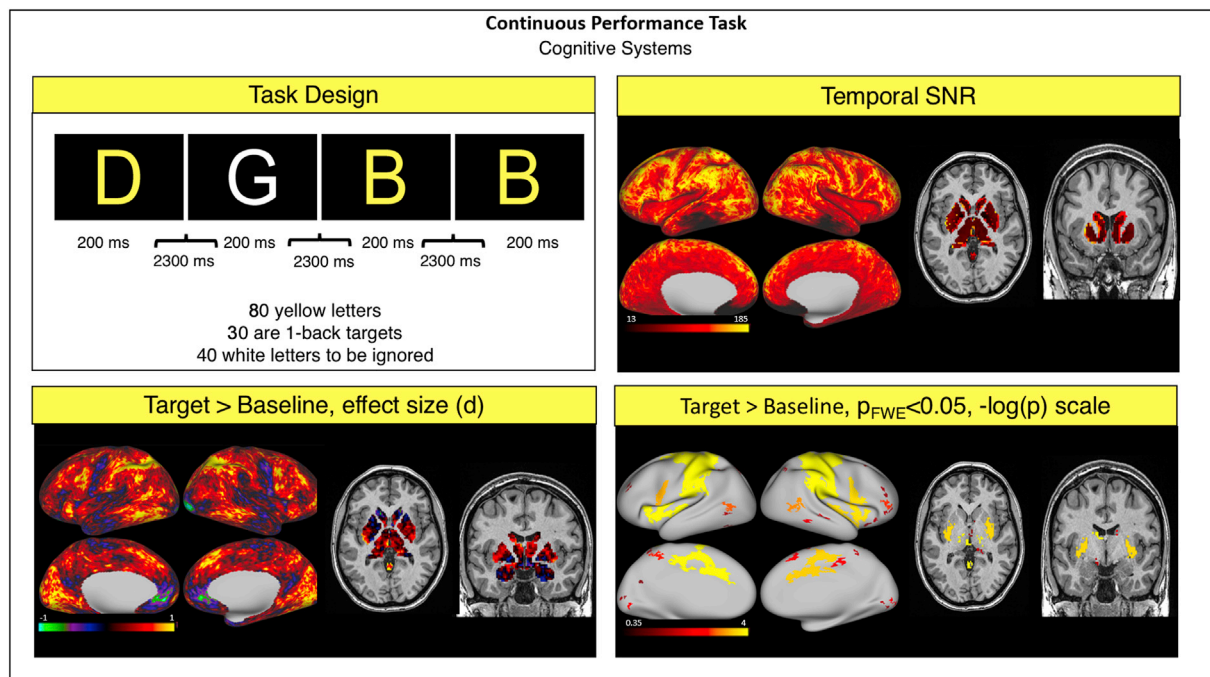 Continuous Performance Task
Cognitive Systems
Task Design
D G B B
200 ms 200 ms 200 ms 200 ms
2300 ms 2300 ms 2300 ms
80 yellow letters
30 are 1-back targets
40 white letters to be ignored
Temporal SNR
13 185
Target > Baseline, effect size (d)
-1 1
Target > Baseline, pFWE<0.05, -log(p) scale
0.35 4